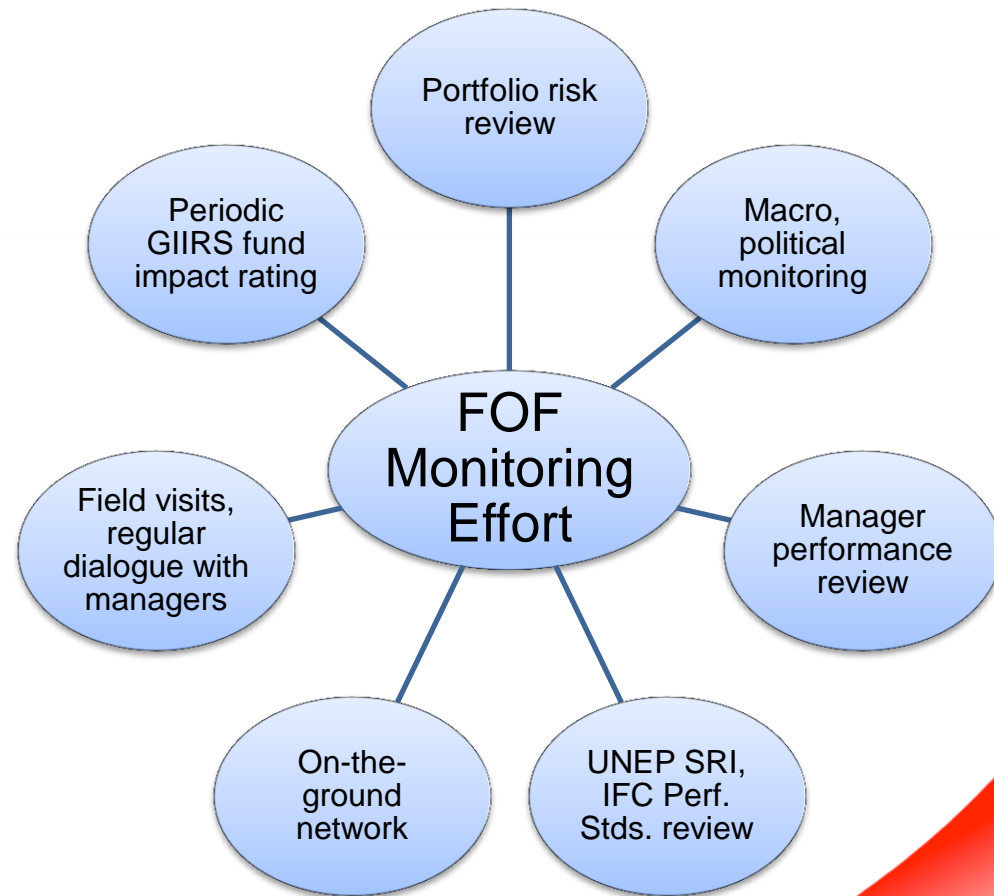 Portfolio risk
review
Periodic
GIIRS fund
impact rating
Macro,
political
monitoring
FOF
Monitoring
Effort
Field visits,
regular
dialogue with
managers
Manager
performance
review
On-the-
ground
network
UNEP SRI,
IFC Perf.
Stds. review